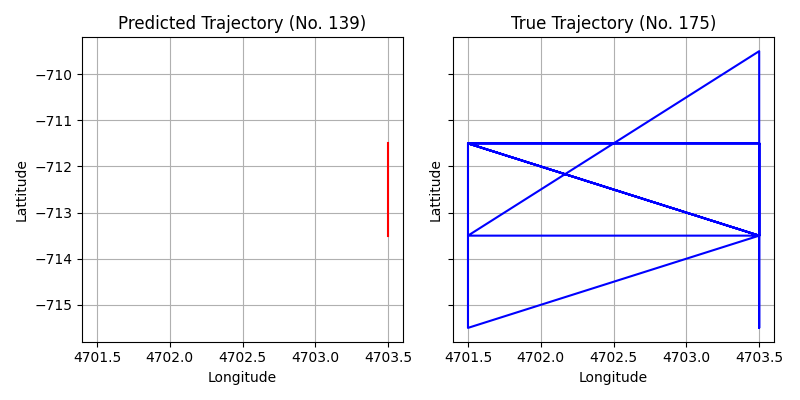 Predicted Trajectory (No. 139)
True Trajectory (No. 175)
−710
−711
−712
−713
−714
−715
Lattitude
Lattitude
4701.5 4702.0 4702.5 4703.0 4703.5
4701.5 4702.0 4702.5 4703.0 4703.5
Longitude
Longitude